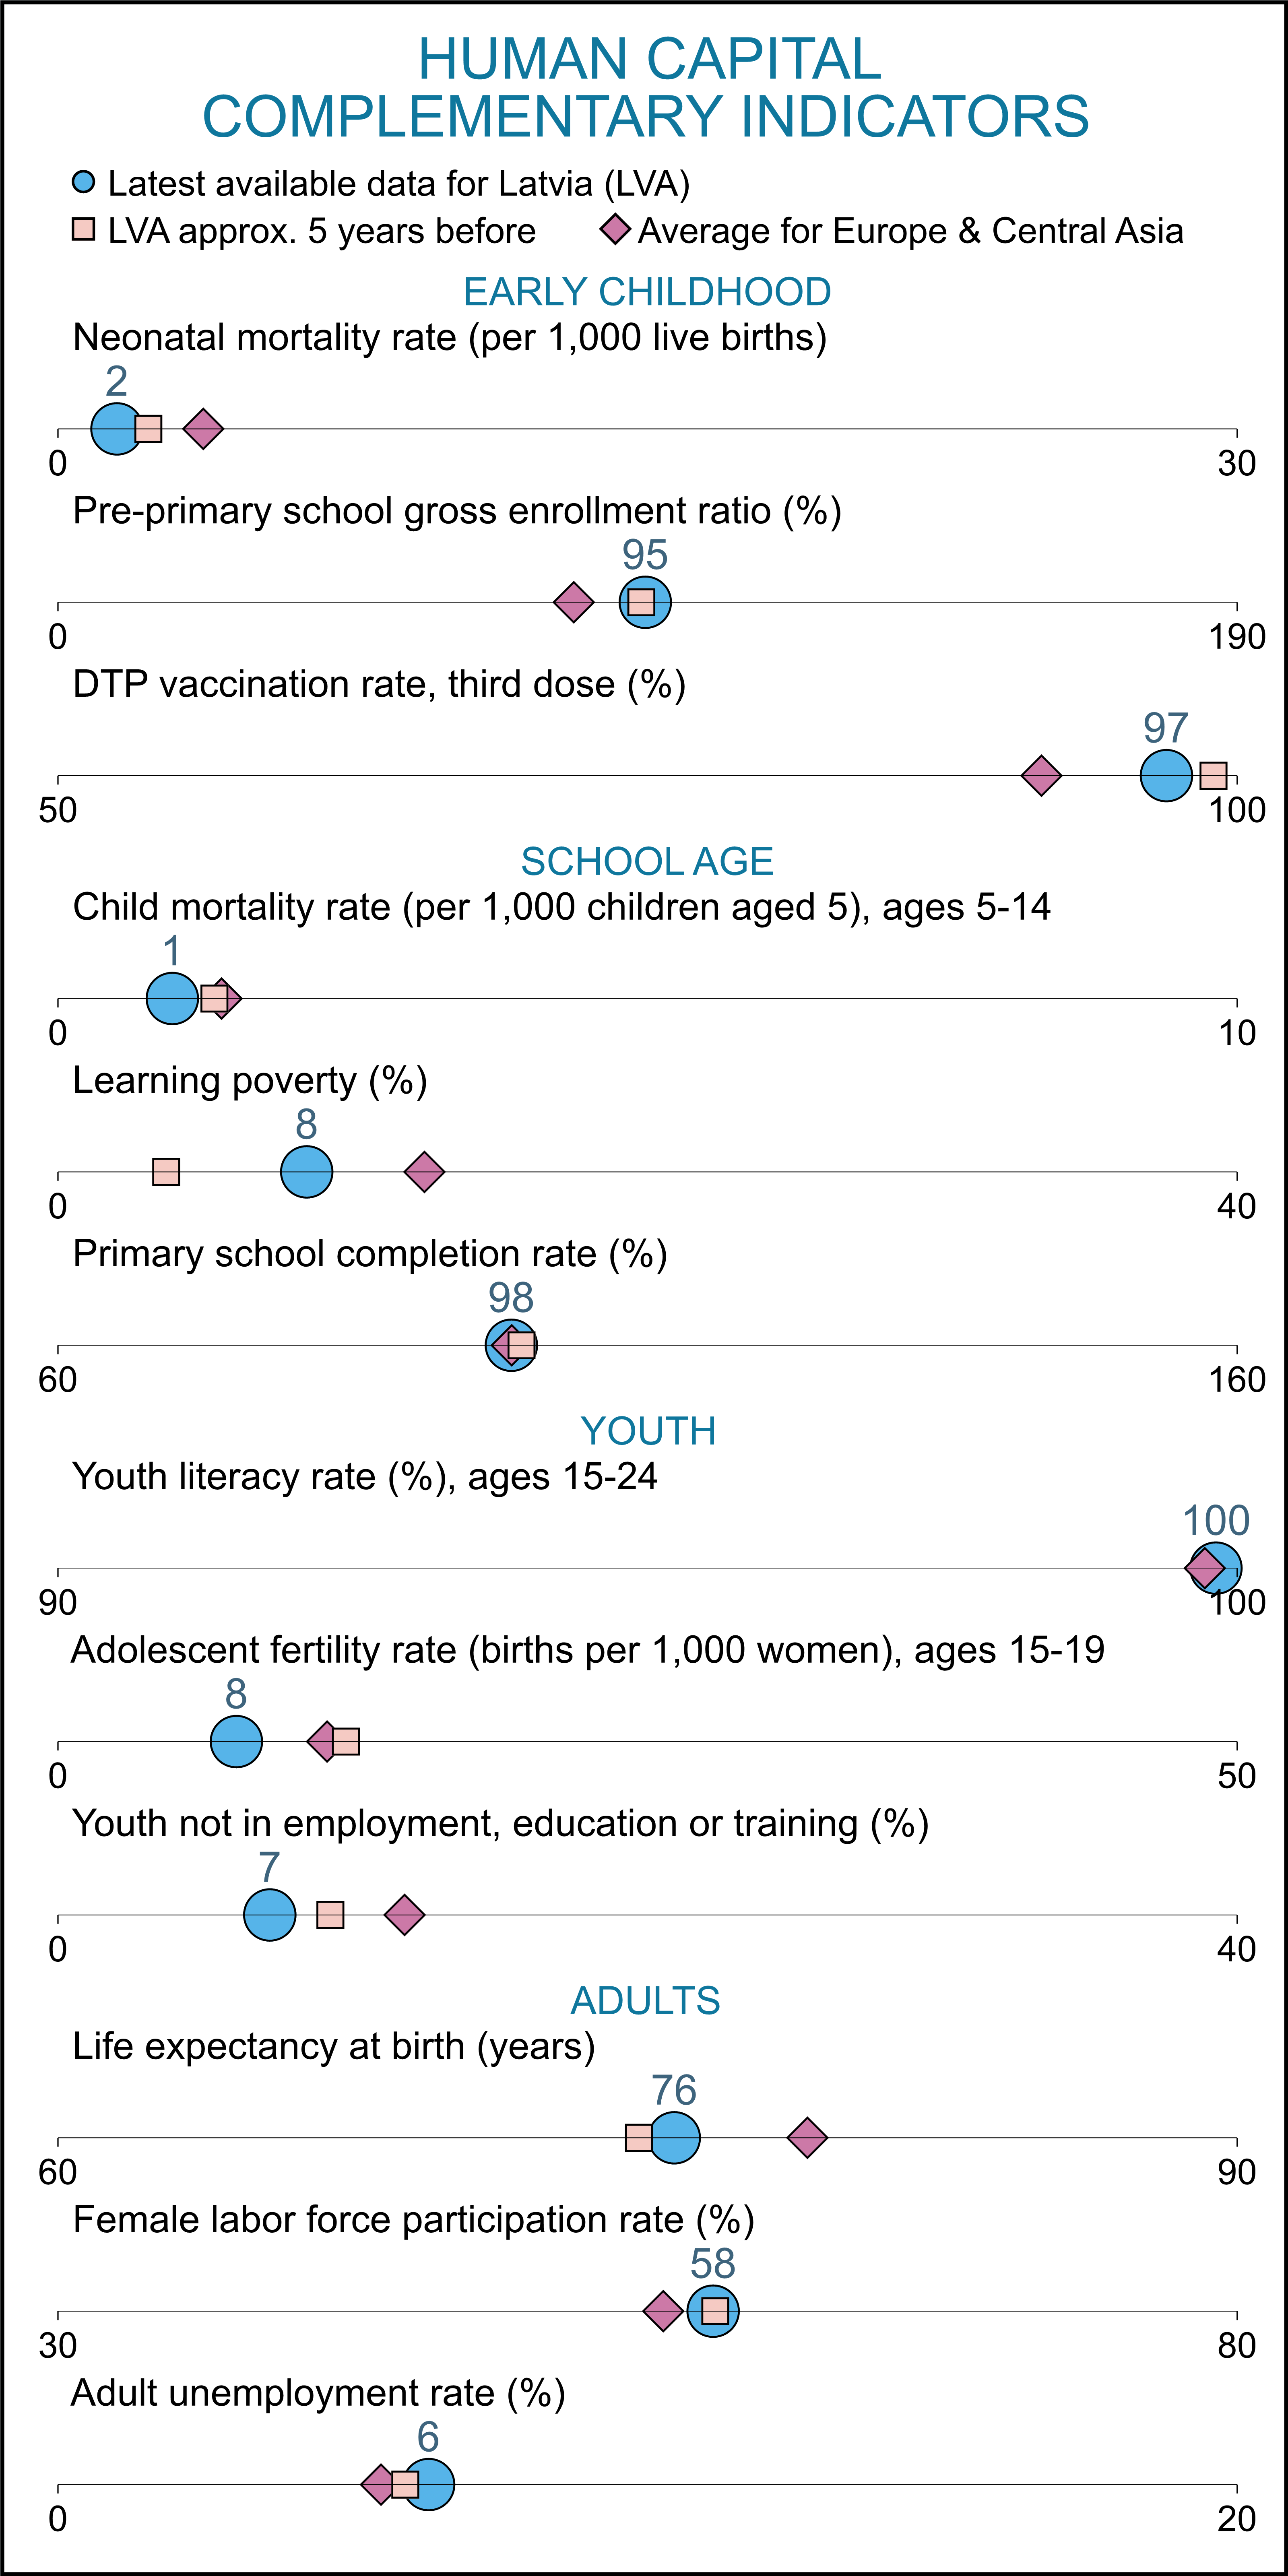 HUMAN CAPITAL
COMPLEMENTARY INDICATORS
Latest available data for Latvia (LVA)
LVA approx. 5 years before Average for Europe & Central Asia
EARLY CHILDHOOD
Neonatal mortality rate (per 1,000 live births)
2
0 30
Pre-primary school gross enrollment ratio (%)
95
0 190
DTP vaccination rate, third dose (%)
97
50 100
SCHOOL AGE
Child mortality rate (per 1,000 children aged 5), ages 5-14
1
0 10
Learning poverty (%)
8
0 40
Primary school completion rate (%)
98
60 160
YOUTH
Youth literacy rate (%), ages 15-24
100
90 100
Adolescent fertility rate (births per 1,000 women), ages 15-19
8
0 50
Youth not in employment, education or training (%)
7
0 40
ADULTS
Life expectancy at birth (years)
76
60 90
Female labor force participation rate (%)
58
30 80
Adult unemployment rate (%)
6
0 20